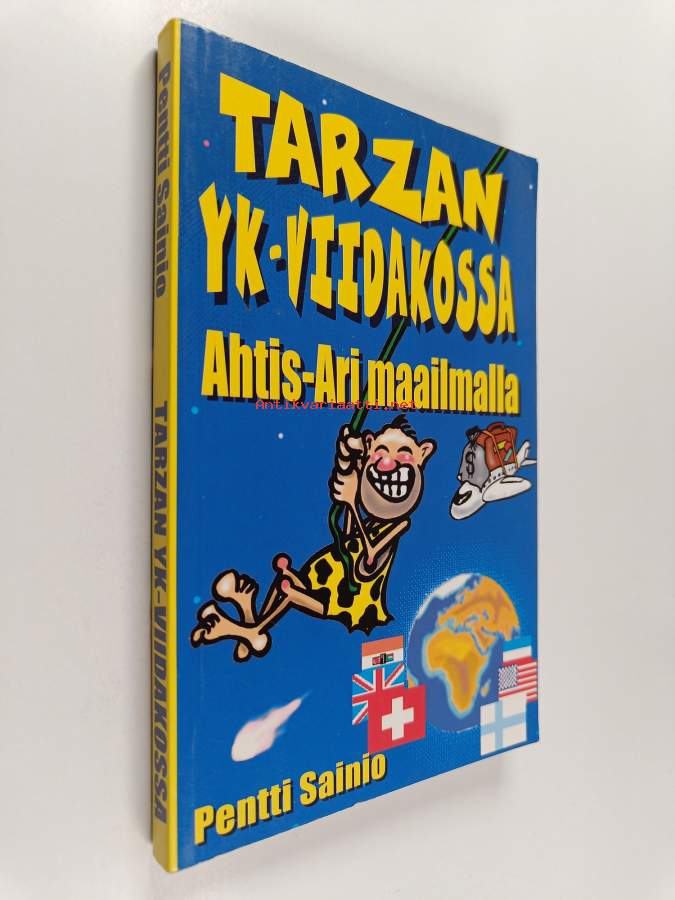 TARZAN
YK-VIIDAKOSSA
Ahtis-Ari maailmalla
Antikvariaatti.net
$
Pentti Sainio
Pentti Sainio TARZAN YK-VIIDAKOSSA